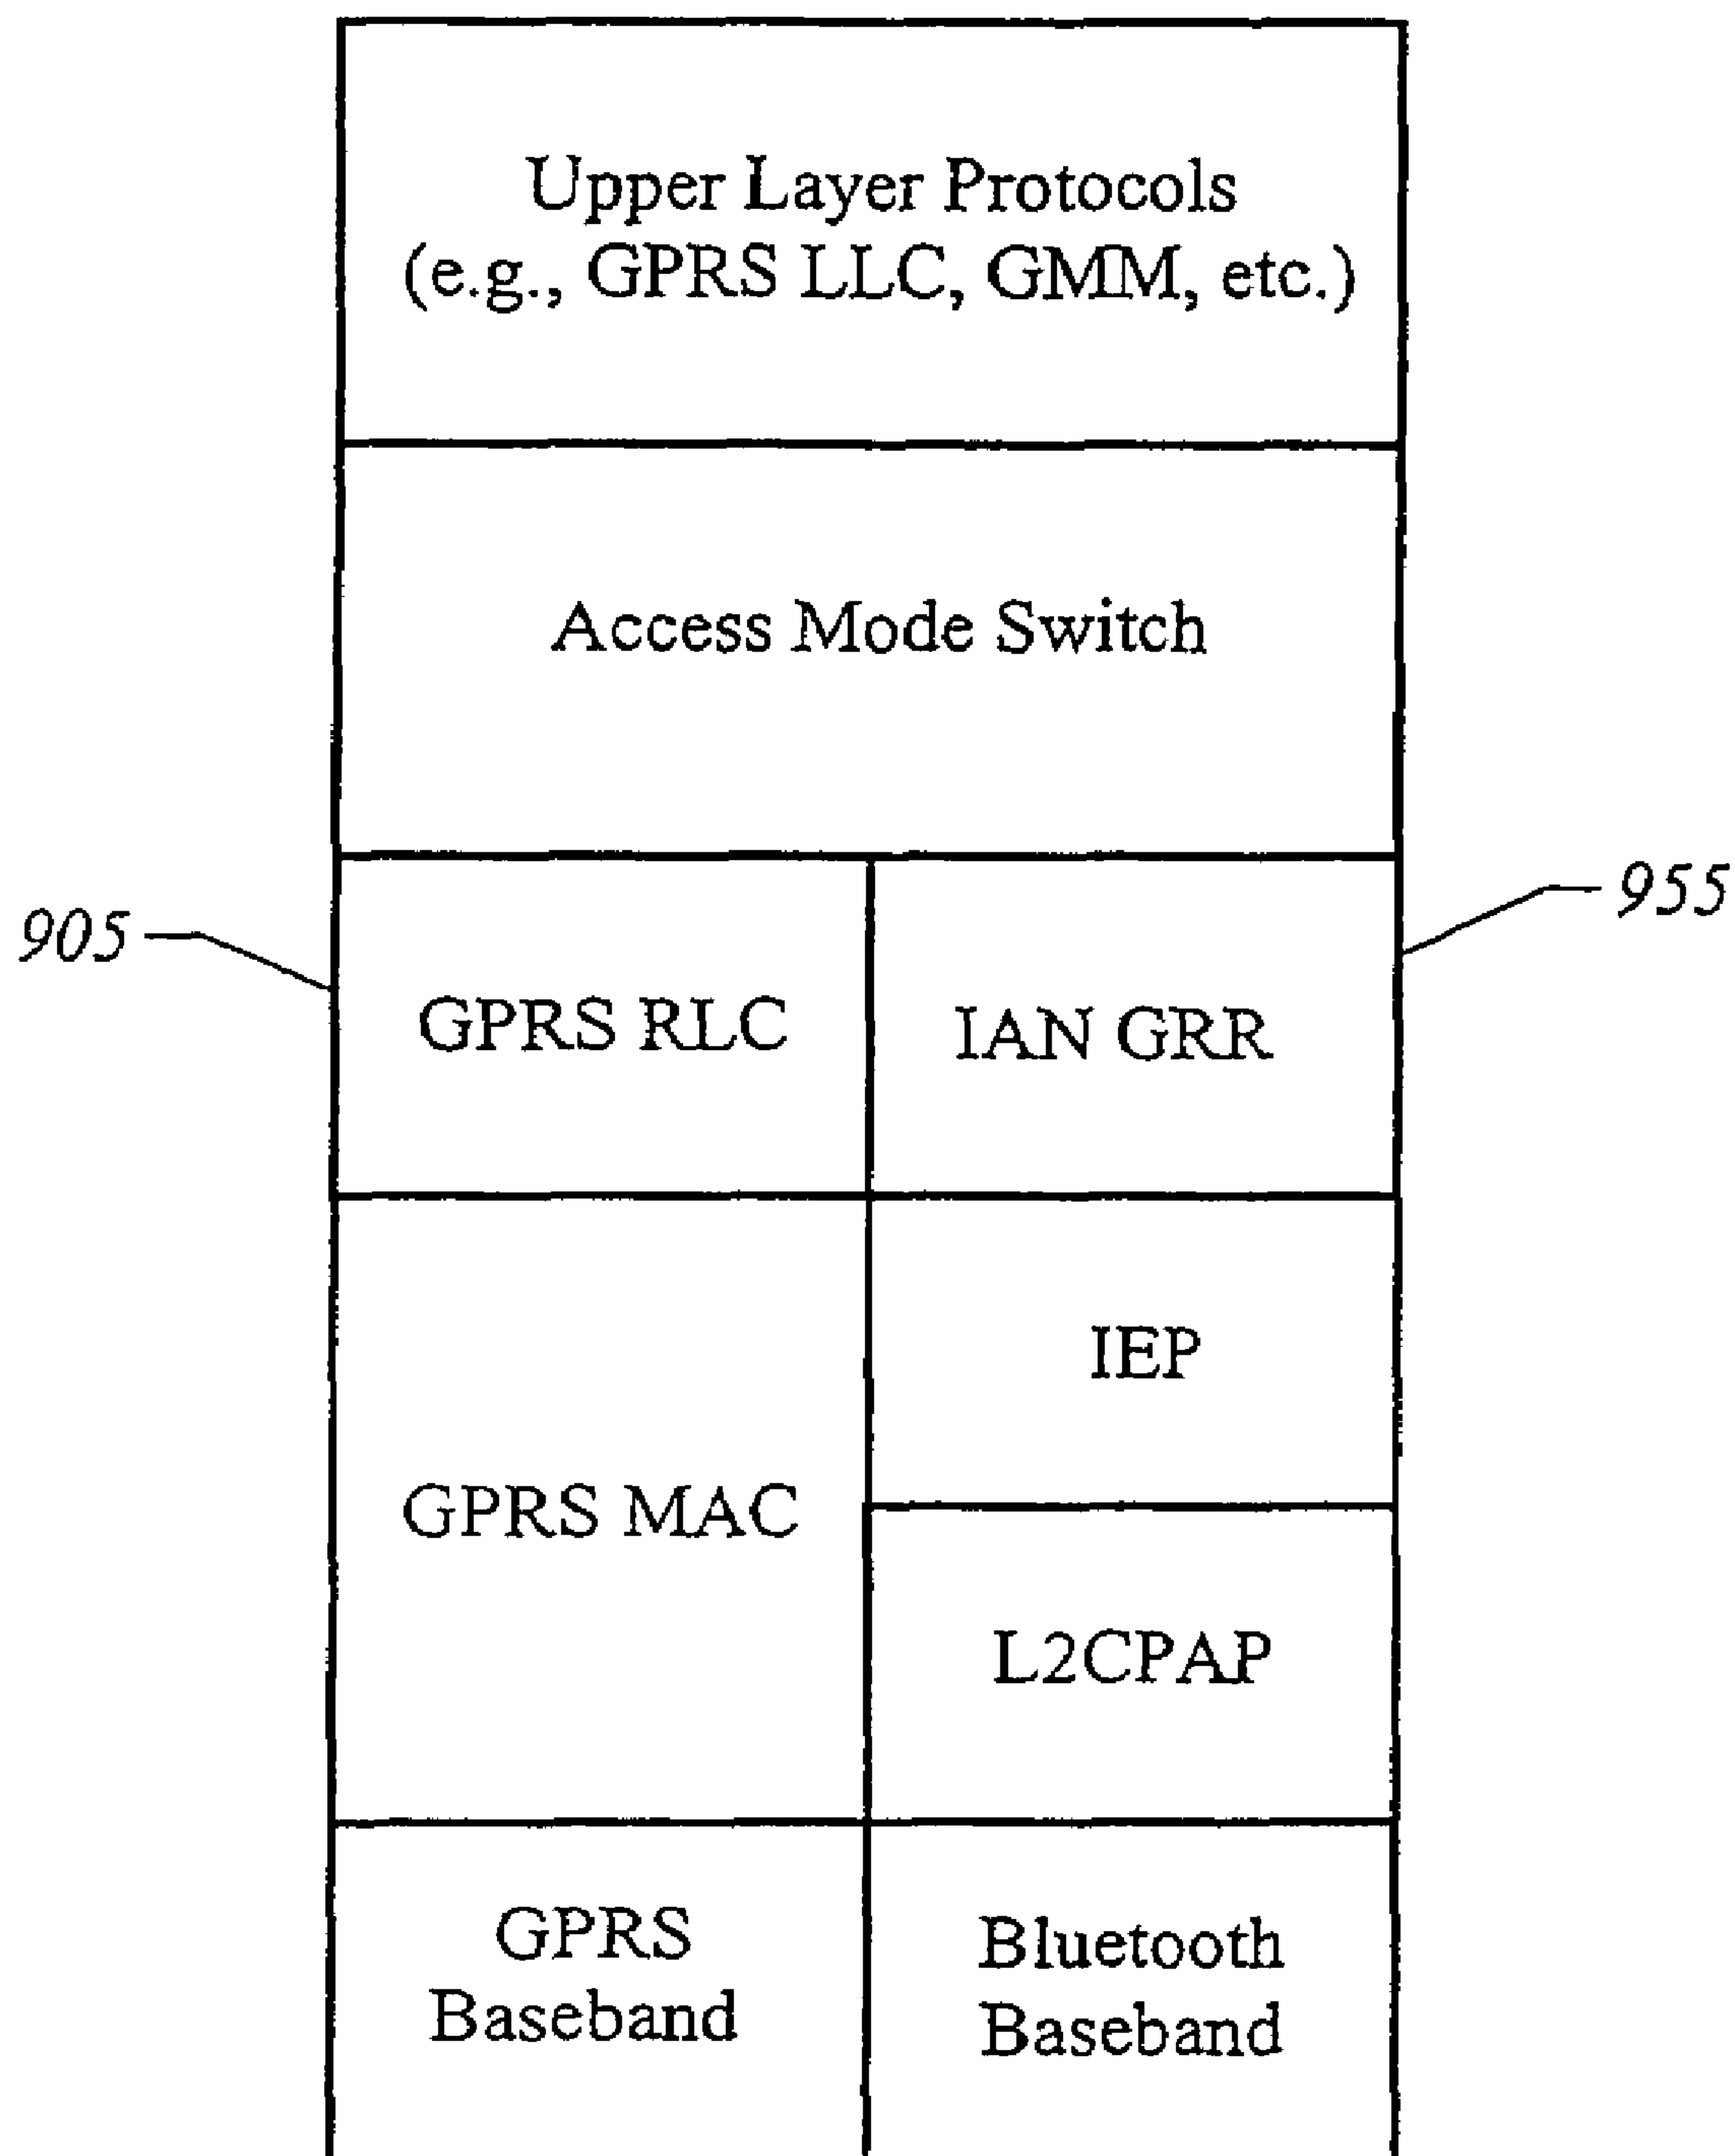 Upper Layer Protocols
(e.g., GPRS LLC, GMM, etc.)
Access Mode Switch
905
955
GPRS RLC
IAN GRR
IEP
GPRS MAC
L2CPAP
GPRS
Baseband
Bluetooth
Baseband